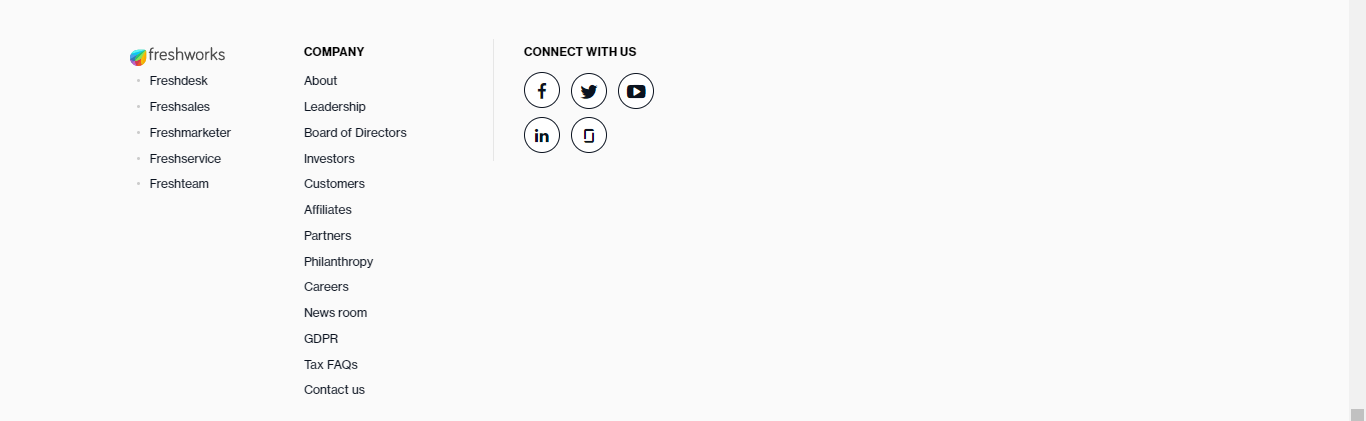 freshworks
Freshdesk
Freshsales
Freshmarketer
Freshservice
Freshteam
COMPANY
About
Leadership
Board of Directors
Investors
Customers
Affiliates
Partners
Philanthropy
Careers
News room
GDPR
Tax FAQs
Contact us
CONNECT WITH US
f
in